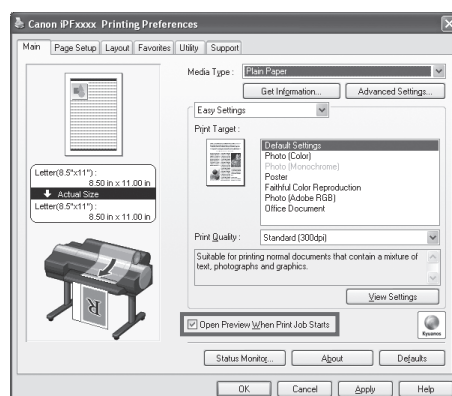 Canon iPFxxxx Printing Preferences
Main Page Setup Layout Favorites Utility Support
Media Type : Plain Paper
Get Information... Advanced Settings...
Easy Settings
Print Target :
Default Settings
Photo (Color)
Photo (Monochrome)
Poster
Faithful Color Reproduction
Photo (Adobe RGB)
Office Document
Letter(8.5"x11") :
8.50 in x 11.00 in
Actual Size
Letter(8.5"x11") :
8.50 in x 11.00 in
Print Quality : Standard (300dpi)
Suitable for printing normal documents that contain a mixture of
text, photographs and graphics.
View Settings
Open Preview When Print Job Starts
Kyuanos
Status Monitor... About Defaults
OK Cancel Apply Help
R